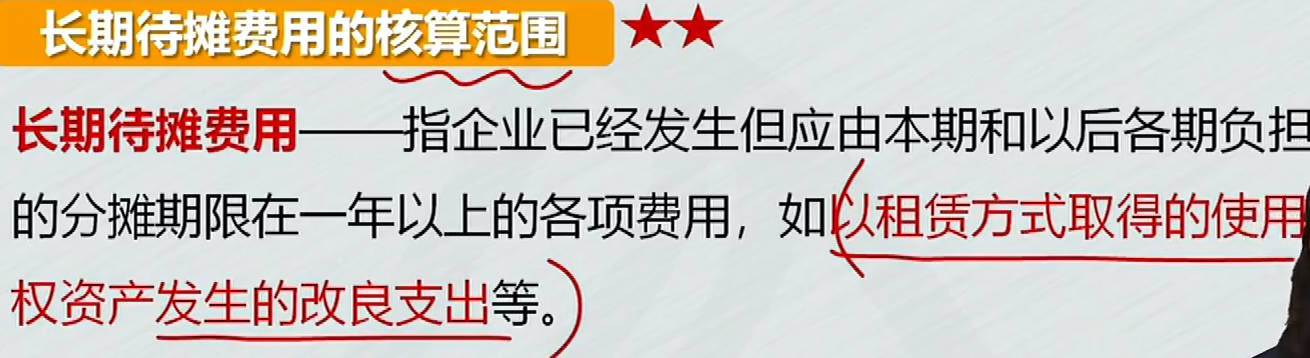 长期待摊费用的核算范围★★
长期待摊费用——指企业已经发生但应由本期和以后各期负担
的分摊期限在一年以上的各项费用，如以租赁方式取得的使用
权资产发生的改良支出等。